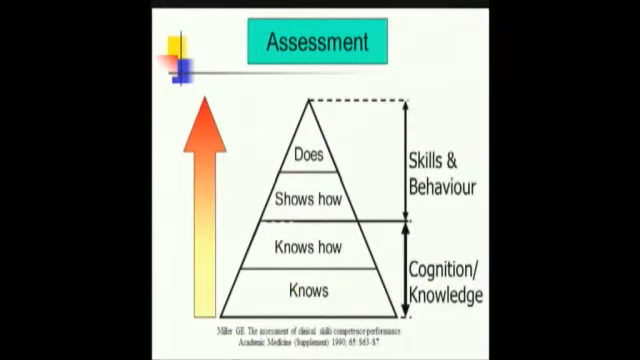 Assessment
Does
Shows how
Knows how
Knows
Skills &
Behaviour
Cognition/
Knowledge
Miller GE. The assessment of clinical skills competence performance.
Academic Medicine (Supplement) 1990; 65: S63-S7.